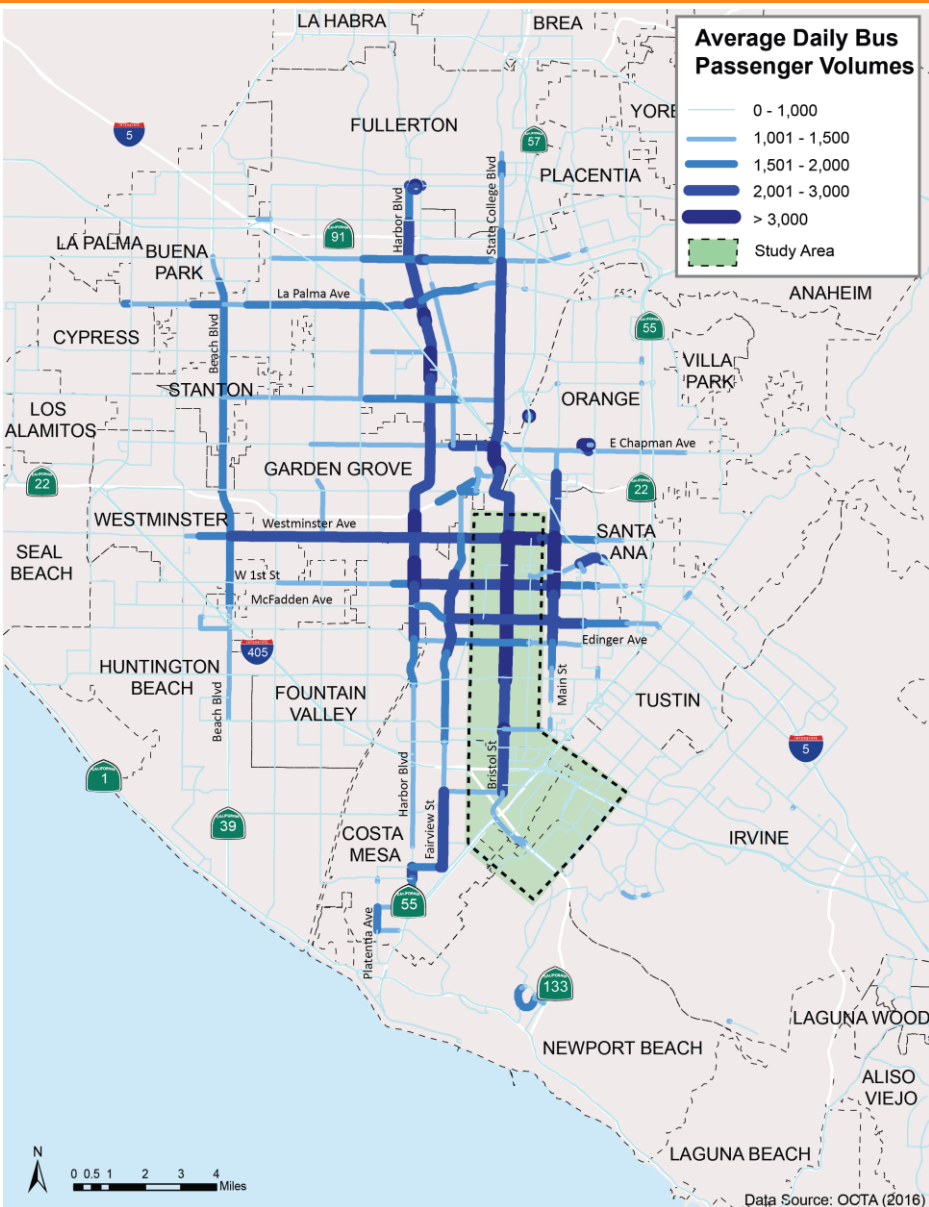 LA HABRA
BREA
Average Daily Bus
Passenger Volumes
0 - 1,000
1,001 - 1,500
1,501 - 2,000
2,001 - 3,000
> 3,000
Study Area
5
FULLERTON
57
PLACENTIA
Harbor Blvd
State College Blvd
91
LA PALMA
BUENA
PARK
La Palma Ave
ANAHEIM
CYPRESS
Beach Blvd
55
VILLA
PARK
STANTON
ORANGE
LOS
ALAMITOS
E Chapman Ave
GARDEN GROVE
22
22
WESTMINSTER
Westminster Ave
SANTA
ANA
SEAL
BEACH
W 1st St
McFadden Ave
Edinger Ave
INTERSTATE
405
HUNTINGTON
BEACH
FOUNTAIN
VALLEY
Main St
TUSTIN
Beach Blvd
Bristol St
5
1
Harbor Blvd
39
Fairview St
COSTA
MESA
IRVINE
55
Platentia Ave
133
LAGUNA WOOD
NEWPORT BEACH
ALISO
VIEJO
LAGUNA BEACH
N
0 0.5 1 2 3 4
Miles
Data Source: OCTA (2016)